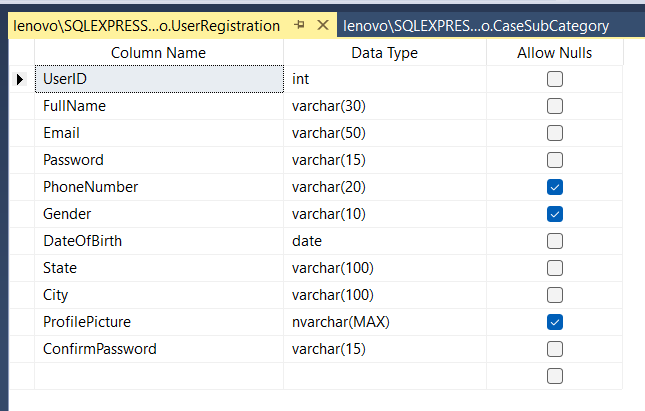 lenovo\SQLEXPRESS...o.UserRegistration lenovo\SQLEXPRES...o.CaseSubCategory
Column Name Data Type Allow Nulls
UserID int
FullName varchar(30)
Email varchar(50)
Password varchar(15)
PhoneNumber varchar(20)
Gender varchar(10)
DateOfBirth date
State varchar(100)
City varchar(100)
ProfilePicture nvarchar(MAX)
ConfirmPassword varchar(15)